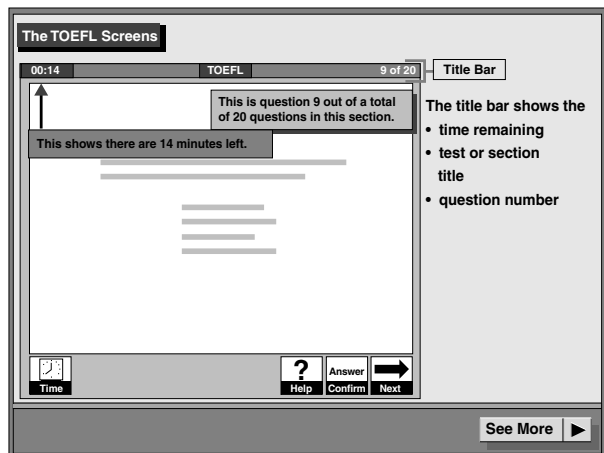 The TOEFL Screens
00:14 TOEFL 9 of 20
Title Bar
This is question 9 out of a total
of 20 questions in this section.
This shows there are 14 minutes left.
The title bar shows the
• time remaining
• test or section
title
• question number
Time
?
Help
Answer
Confirm
Next
See More